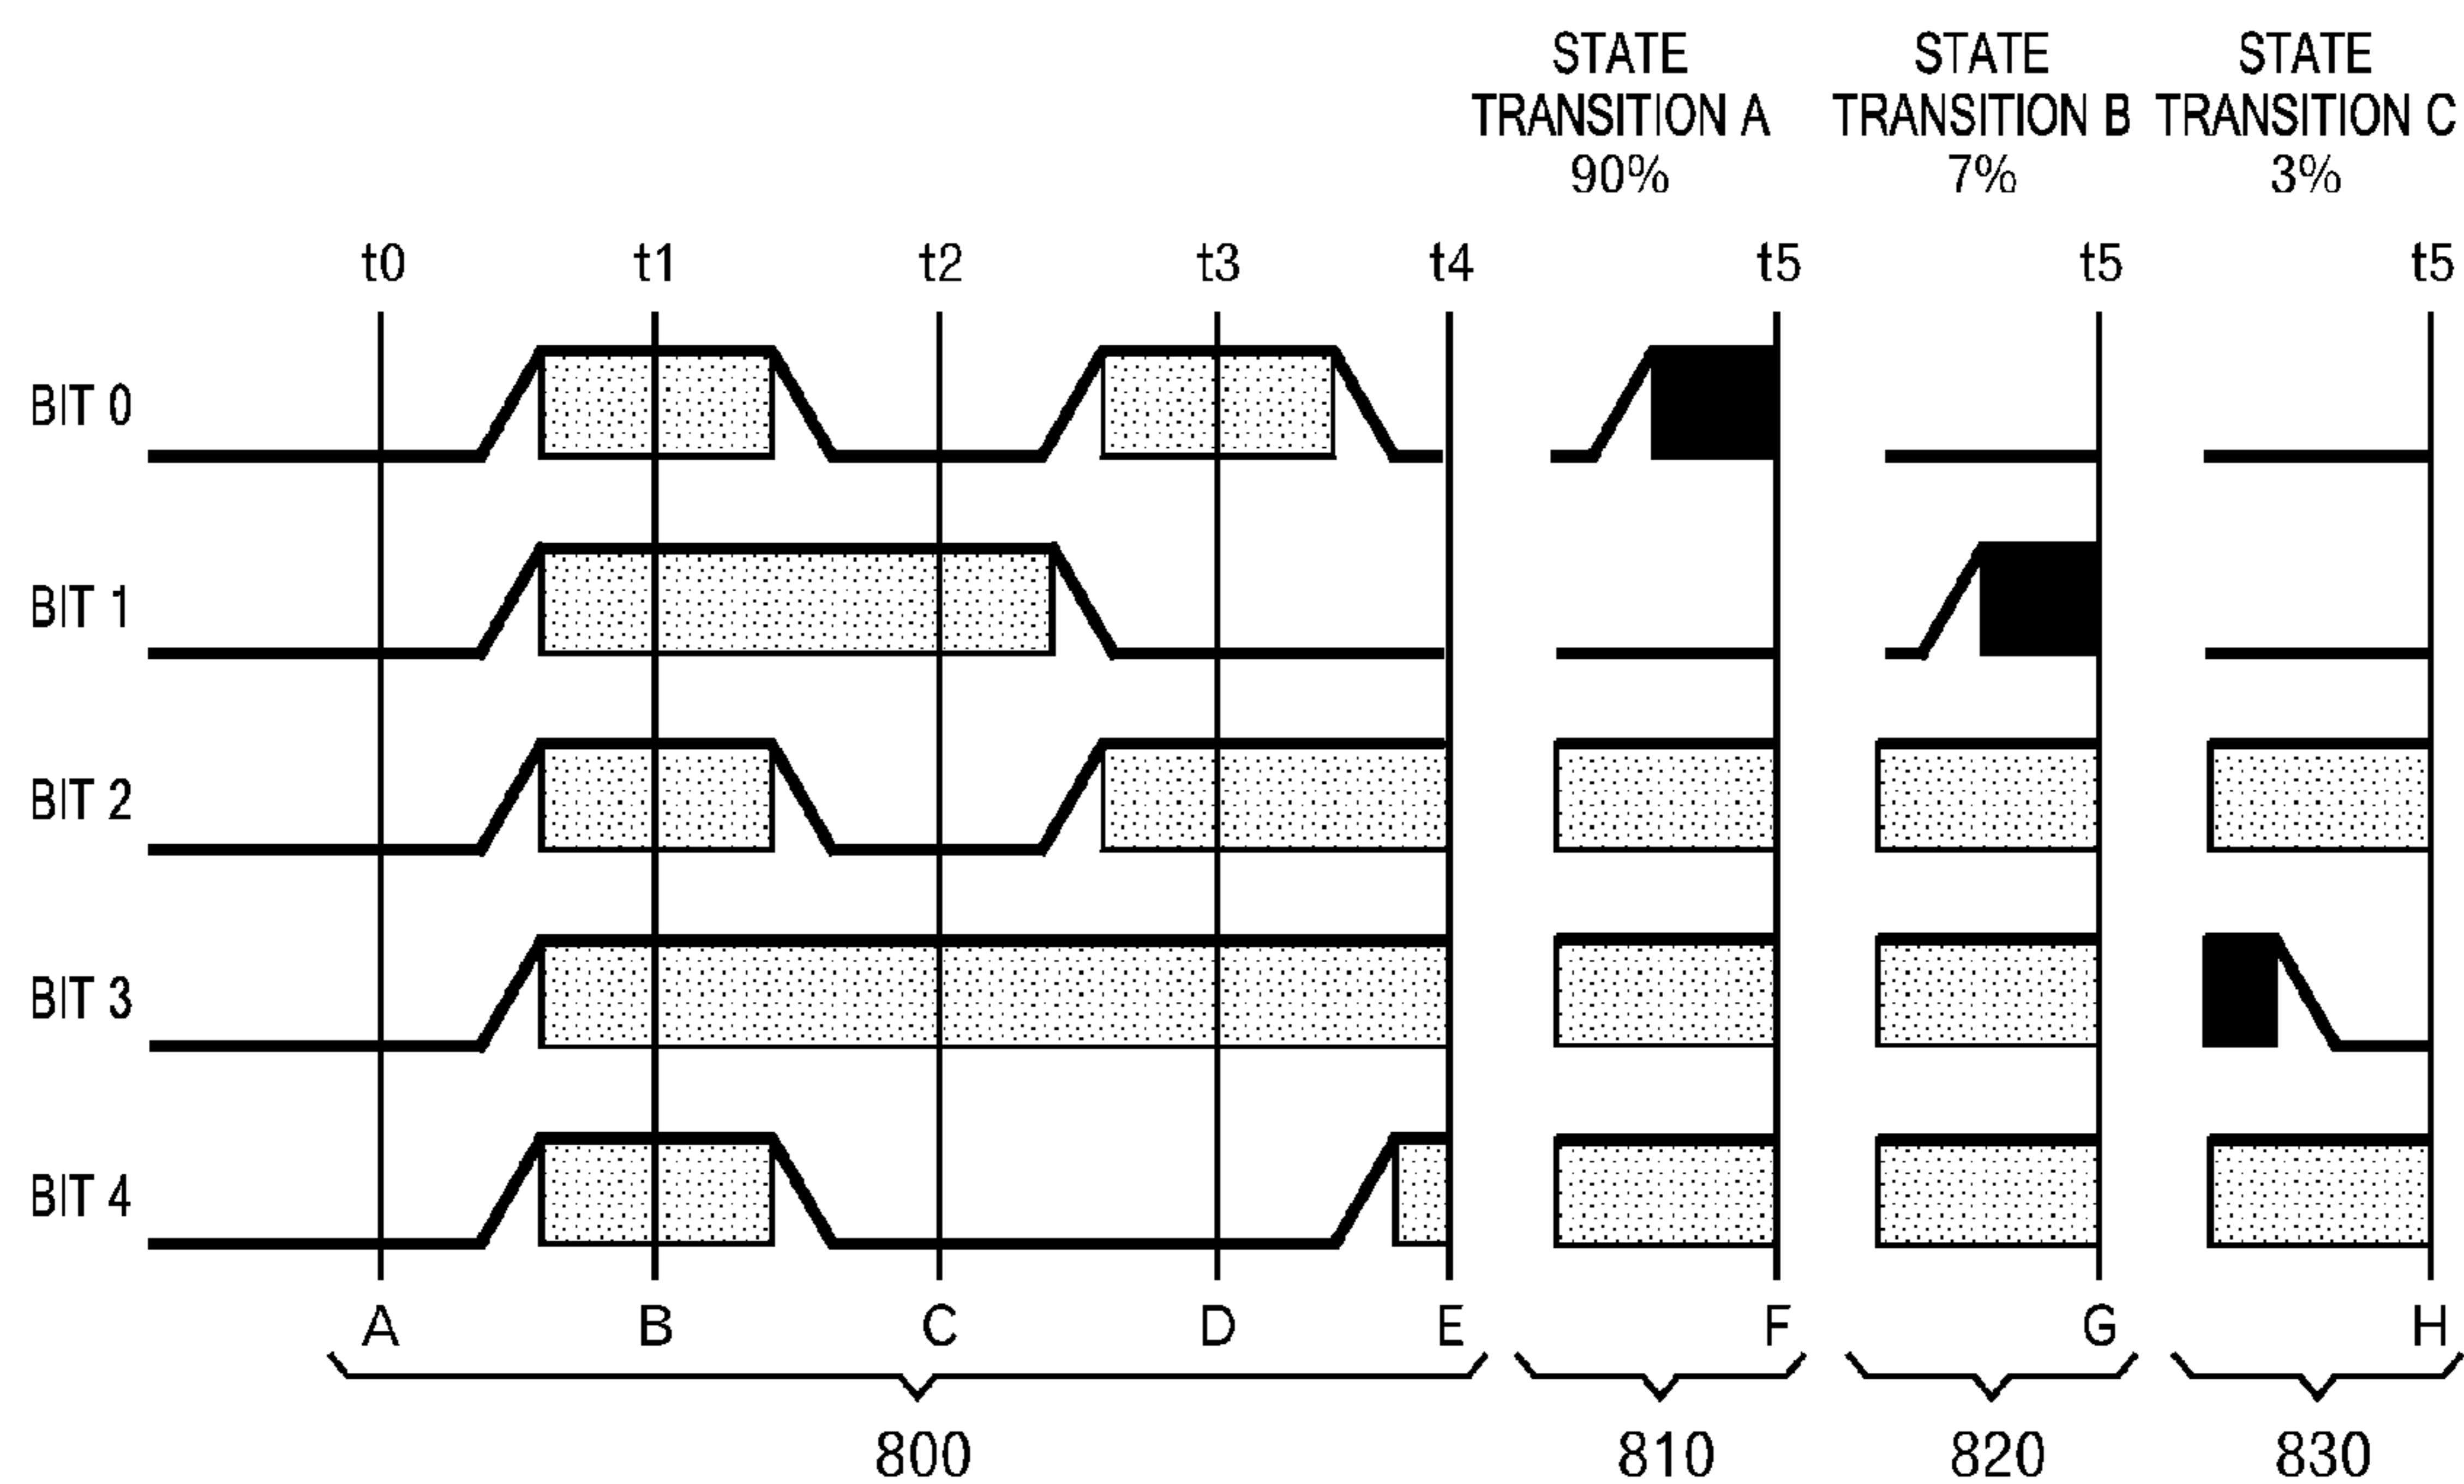 STATE TRANSITION A 90%
STATE TRANSITION B 7%
STATE TRANSITION C 3%
t0 t1 t2 t3 t4 t5 t5 t5
BIT 0
BIT 1
BIT 2
BIT 3
BIT 4
A B C D E F G H
800 810 820 830